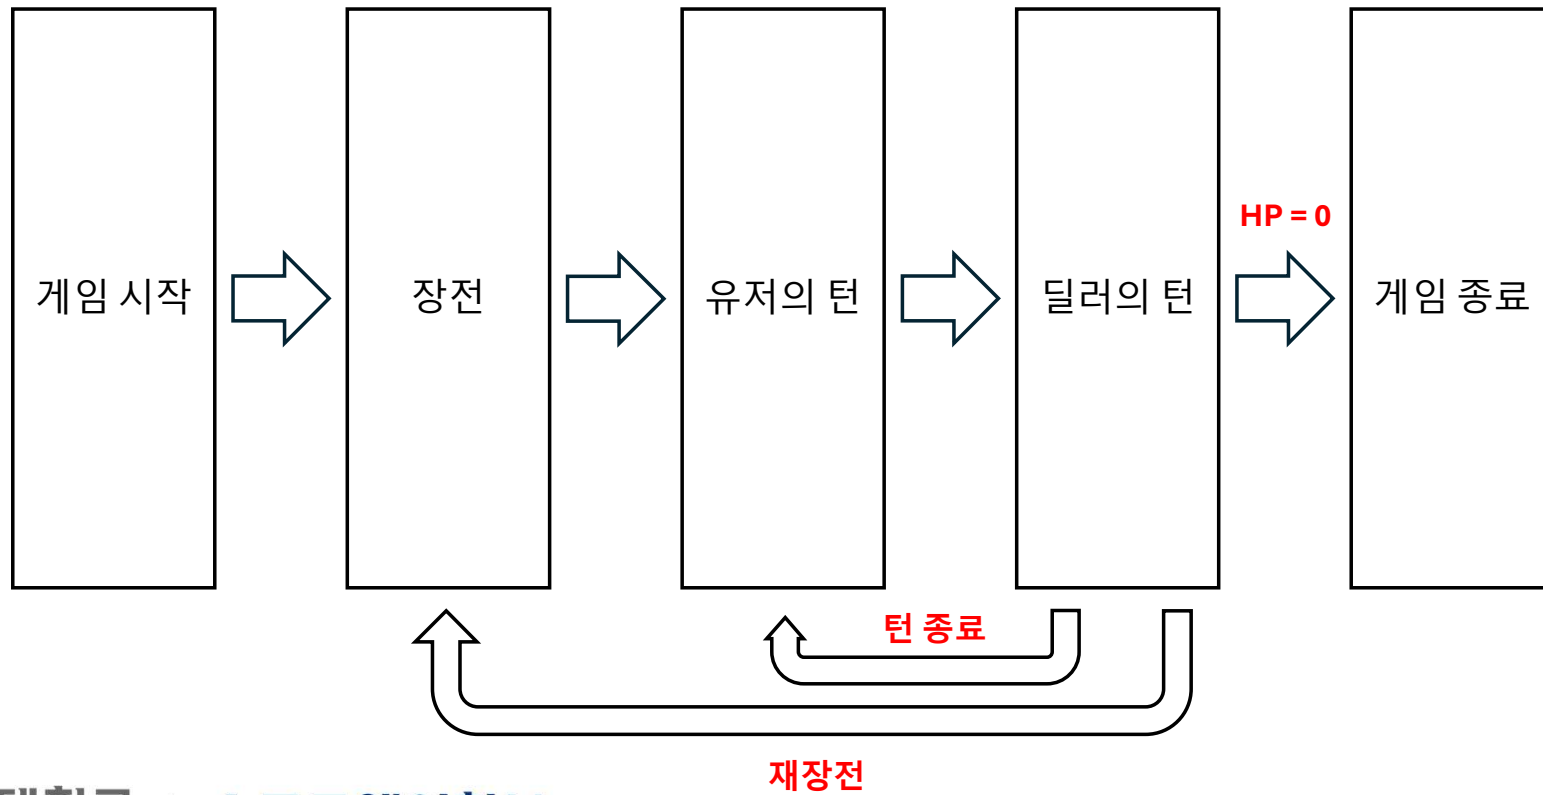 HP = 0
게임 시작
장전
유저의 턴
딜러의 턴
게임 종료
턴 종료
재장전